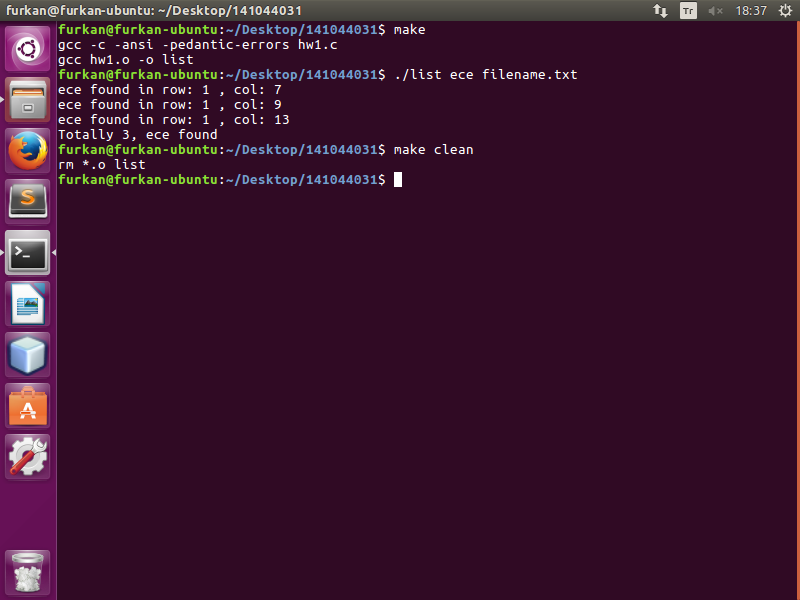 furkan@furkan-ubuntu: ~/Desktop/141044031
Tr
18:37
furkan@furkan-ubuntu:~/Desktop/141044031$ make
gcc -c -ansi -pedantic-errors hw1.c
gcc hw1.o -o list
furkan@furkan-ubuntu:~/Desktop/141044031$ ./list ece filename.txt
ece found in row: 1 , col: 7
ece found in row: 1 , col: 9
ece found in row: 1 , col: 13
Totally 3, ece found
furkan@furkan-ubuntu:~/Desktop/141044031$ make clean
rm *.o list
furkan@furkan-ubuntu:~/Desktop/141044031$